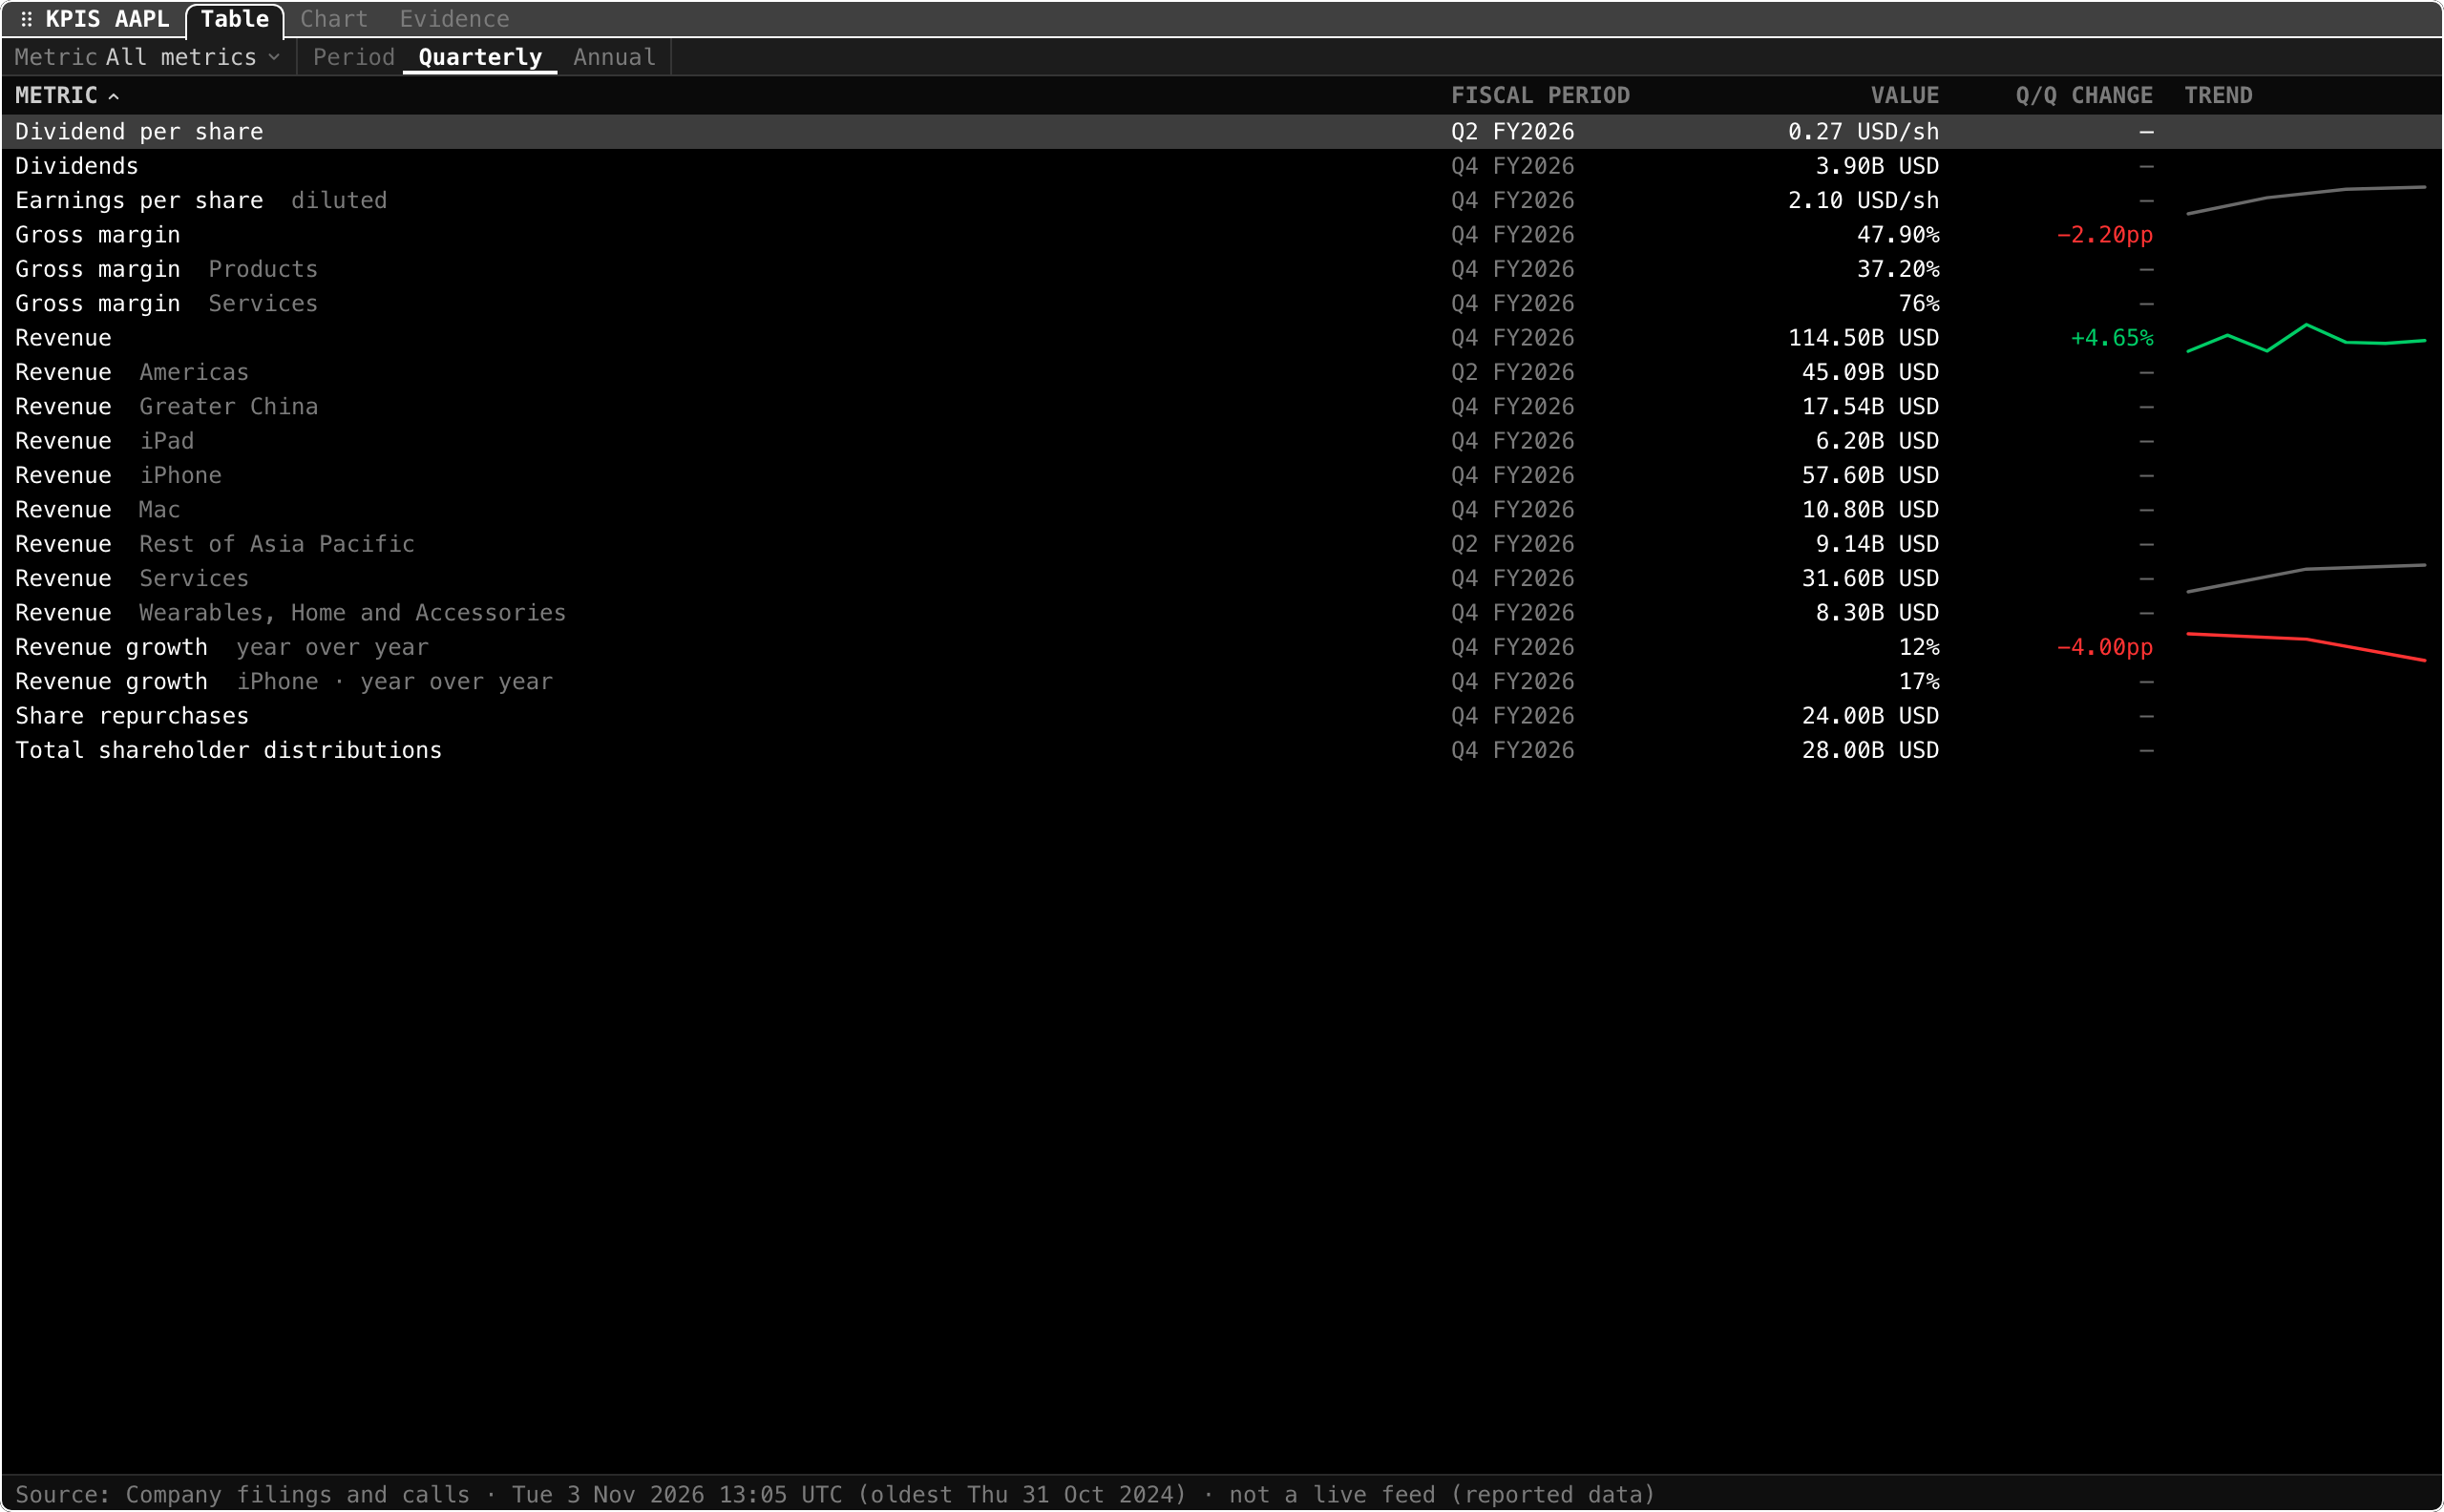 KPIS AAPL Table Chart Evidence
Metric All metrics Period Quarterly Annual
METRIC FISCAL PERIOD VALUE Q/Q CHANGE TREND
Dividend per share Q2 FY2026 0.27 USD/sh —
Dividends Q4 FY2026 3.90B USD —
Earnings per share diluted Q4 FY2026 2.10 USD/sh —
Gross margin Q4 FY2026 47.90% −2.20pp
Gross margin Products Q4 FY2026 37.20% —
Gross margin Services Q4 FY2026 76% —
Revenue Q4 FY2026 114.50B USD +4.65%
Revenue Americas Q2 FY2026 45.09B USD —
Revenue Greater China Q4 FY2026 17.54B USD —
Revenue iPad Q4 FY2026 6.20B USD —
Revenue iPhone Q4 FY2026 57.60B USD —
Revenue Mac Q4 FY2026 10.80B USD —
Revenue Rest of Asia Pacific Q2 FY2026 9.14B USD —
Revenue Services Q4 FY2026 31.60B USD —
Revenue Wearables, Home and Accessories Q4 FY2026 8.30B USD —
Revenue growth year over year Q4 FY2026 12% −4.00pp
Revenue growth iPhone · year over year Q4 FY2026 17% —
Share repurchases Q4 FY2026 24.00B USD —
Total shareholder distributions Q4 FY2026 28.00B USD —
Source: Company filings and calls · Tue 3 Nov 2026 13:05 UTC (oldest Thu 31 Oct 2024) · not a live feed (reported data)